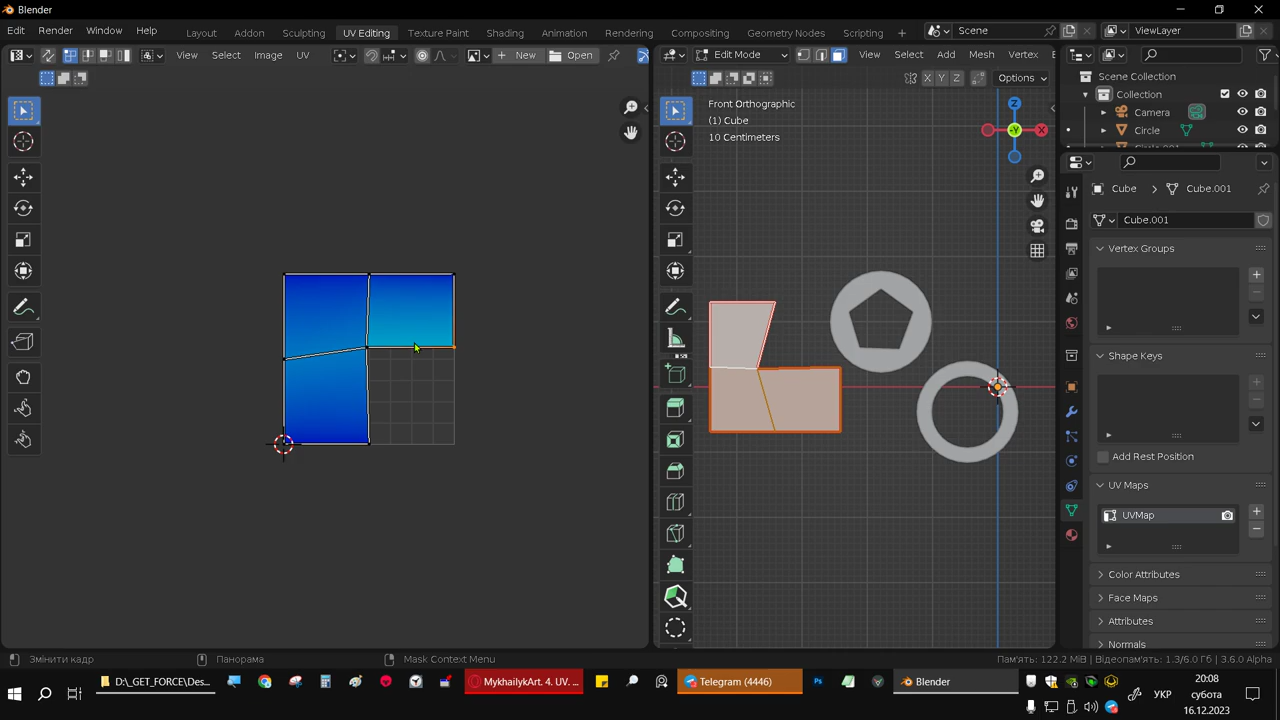 Blender
File Edit Render Window Help Layout Modeling Sculpting UV Editing Texture Paint Shading Animation Rendering Compositing Geometry Nodes Scripting Scene ViewLayer
View Select Image UV New Open Edit Mode View Select Add Mesh Vertex
X Y Z Options
Scene Collection
Collection
Camera
Circle
Front Orthographic
(1) Cube
10 Centimeters
Z
Y X
Cube Cube.001
Cube.001
Vertex Groups
Shape Keys
Add Rest Position
UV Maps
UVMap
Color Attributes
Face Maps
Attributes
Normals
Змінити кадр Панорама Mask Context Menu Пам'ять: 122.2 MiB | Відеопам'ять: 1.3/6.0 Гб | 3.6.0 Alpha
D:\_GET_FORCE\Des... MykhailykArt. 4. UV. ... Telegram (4446) Ps Blender УКР 20:08
субота
16.12.2023